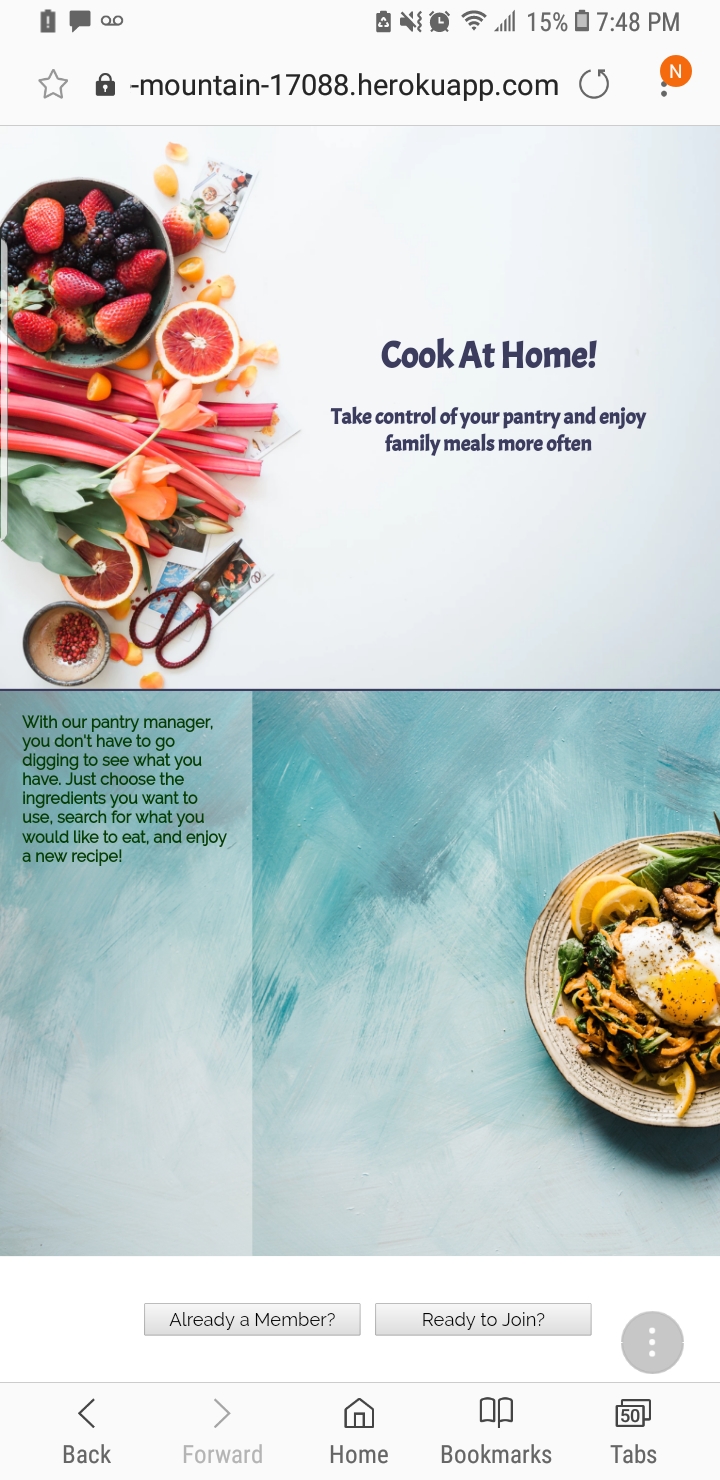 15% 7:48 PM
-mountain-17088.herokuapp.com
N
Cook At Home!
Take control of your pantry and enjoy
family meals more often
With our pantry manager,
you don't have to go
digging to see what you
have. Just choose the
ingredients you want to
use, search for what you
would like to eat, and enjoy
a new recipe!
Already a Member? Ready to Join?
50
Back Forward Home Bookmarks Tabs